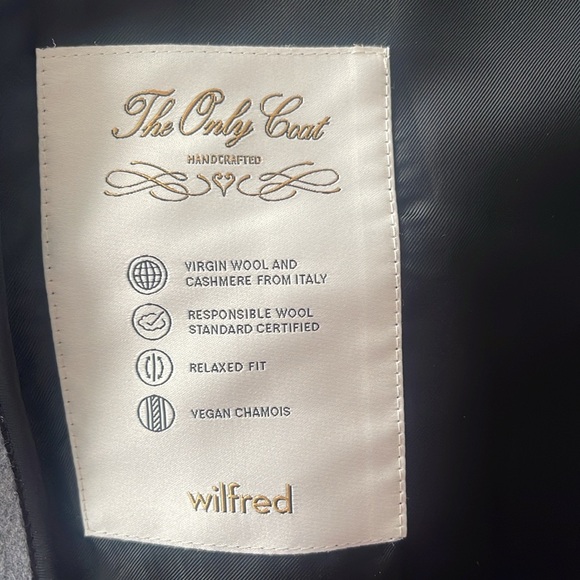 The Only Coat
HANDCRAFTED
VIRGIN WOOL AND
CASHMERE FROM ITALY
RESPONSIBLE WOOL
STANDARD CERTIFIED
RELAXED FIT
VEGAN CHAMOIS
wilfred